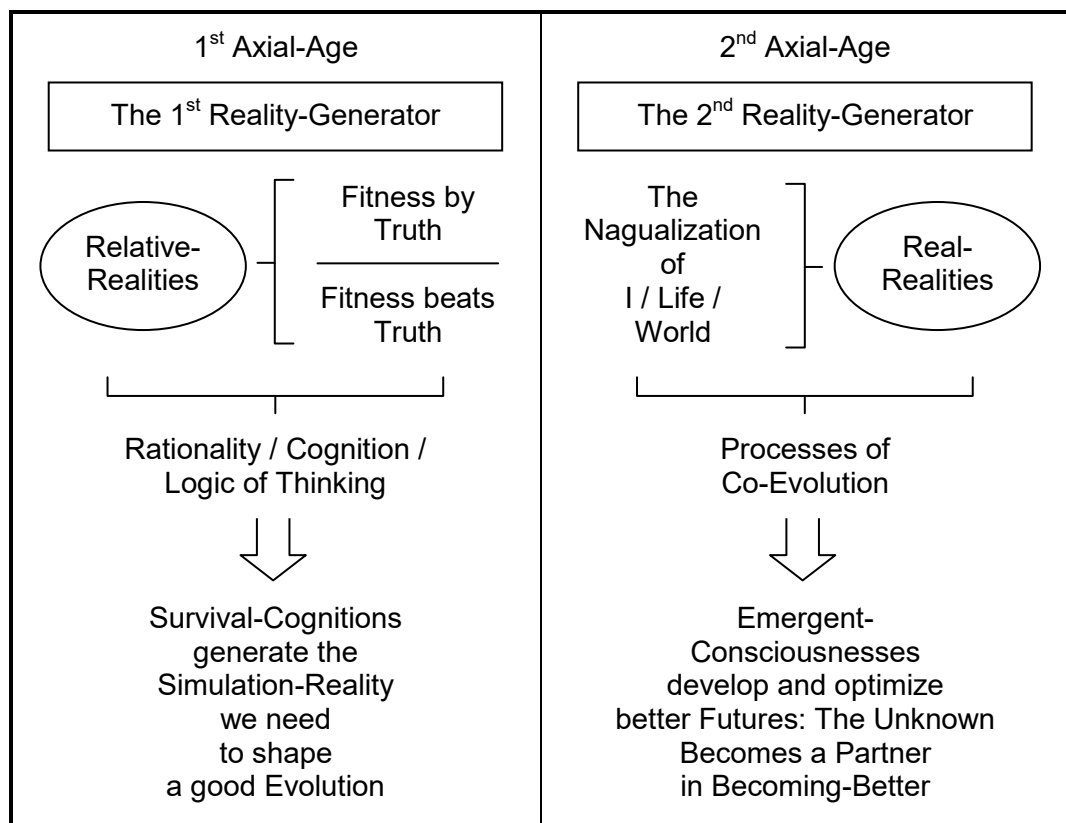 1st Axial-Age
The 1st Reality-Generator
Relative-
Realities
Fitness by
Truth
Fitness beats
Truth
Rationality / Cognition /
Logic of Thinking
Survival-Cognitions
generate the
Simulation-Reality
we need
to shape
a good Evolution
2nd Axial-Age
The 2nd Reality-Generator
The
Nagualization
of
I / Life /
World
Real-
Realities
Processes of
Co-Evolution
Emergent-
Consciousnesses
develop and optimize
better Futures: The Unknown
Becomes a Partner
in Becoming-Better